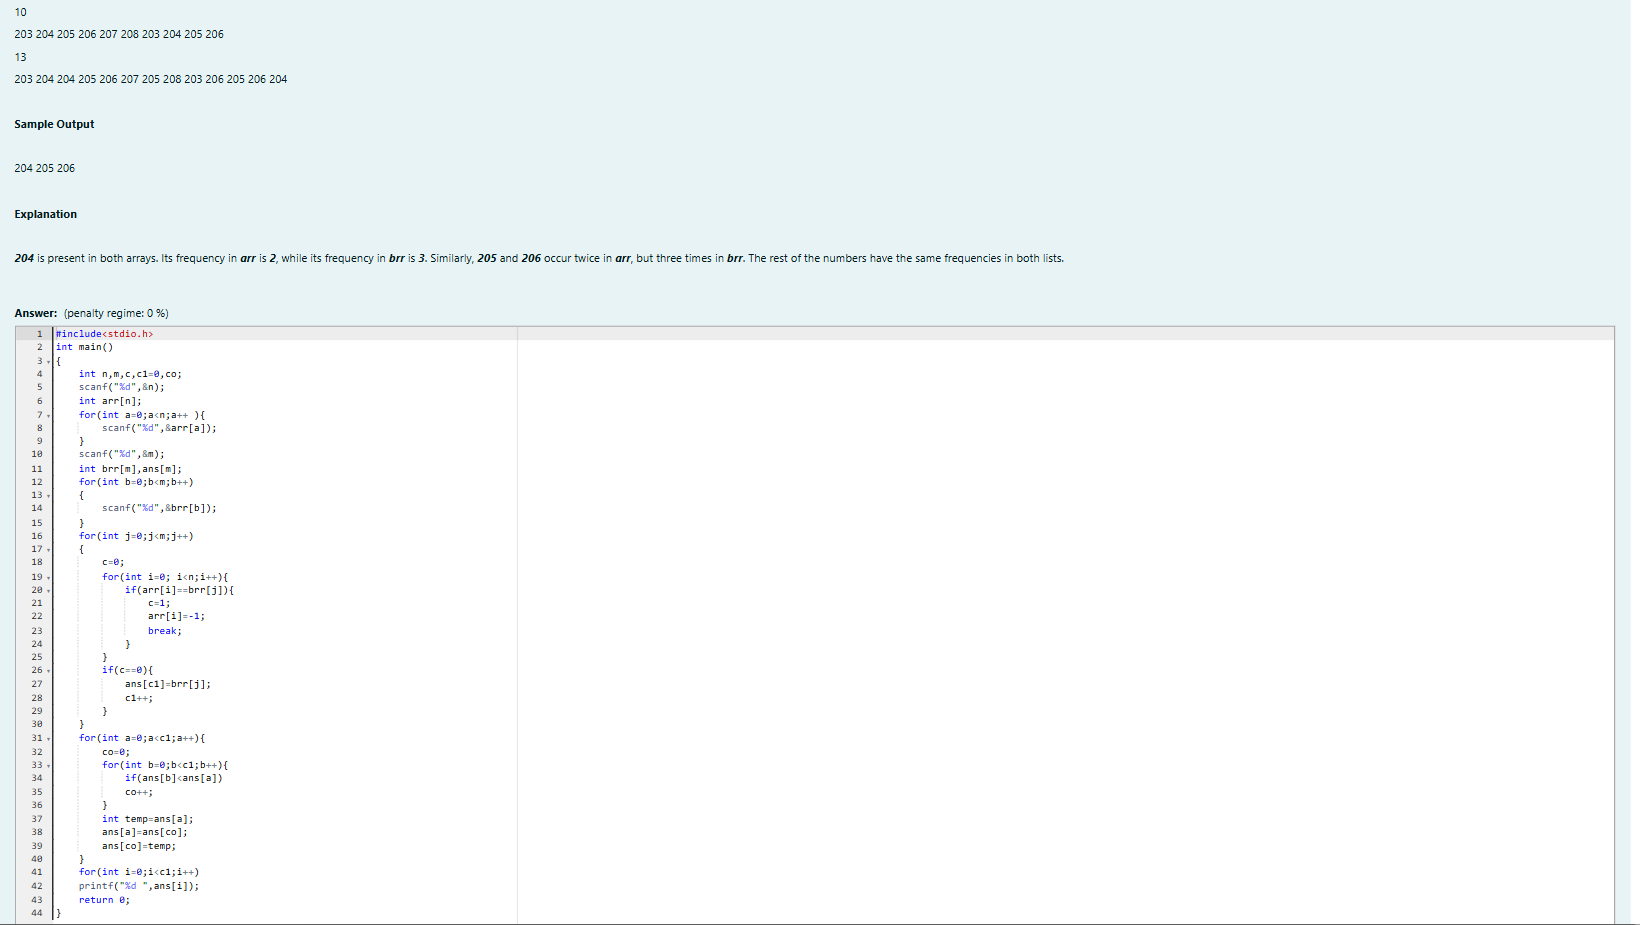 10
203 204 205 206 207 208 203 204 205 206
13
203 204 204 205 206 207 205 208 203 206 205 206 204
Sample Output
204 205 206
Explanation
204 is present in both arrays. Its frequency in arr is 2, while its frequency in brr is 3. Similarly, 205 and 206 occur twice in arr, but three times in brr. The rest of the numbers have the same frequencies in both lists.
Answer: (penalty regime: 0 %)
1 #include<stdio.h>
2 int main()
3 {
4 int n,m,c,c1=0,co;
5 scanf("%d",&n);
6 int arr[n];
7 for(int a=0;a<n;a++ ){
8 scanf("%d",&arr[a]);
9 }
10 scanf("%d",&m);
11 int brr[m],ans[m];
12 for(int b=0;b<m;b++)
13 {
14 scanf("%d",&brr[b]);
15 }
16 for(int j=0;j<m;j++)
17 {
18 c=0;
19 for(int i=0; i<n;i++){
20 if(arr[i]==brr[j]){
21 c=1;
22 arr[i]=-1;
23 break;
24 }
25 }
26 if(c==0){
27 ans[c1]=brr[j];
28 c1++;
29 }
30 }
31 for(int a=0;a<c1;a++){
32 co=0;
33 for(int b=0;b<c1;b++){
34 if(ans[b]<ans[a])
35 co++;
36 }
37 int temp=ans[a];
38 ans[a]=ans[co];
39 ans[co]=temp;
40 }
41 for(int i=0;i<c1;i++)
42 printf("%d ",ans[i]);
43 return 0;
44 }